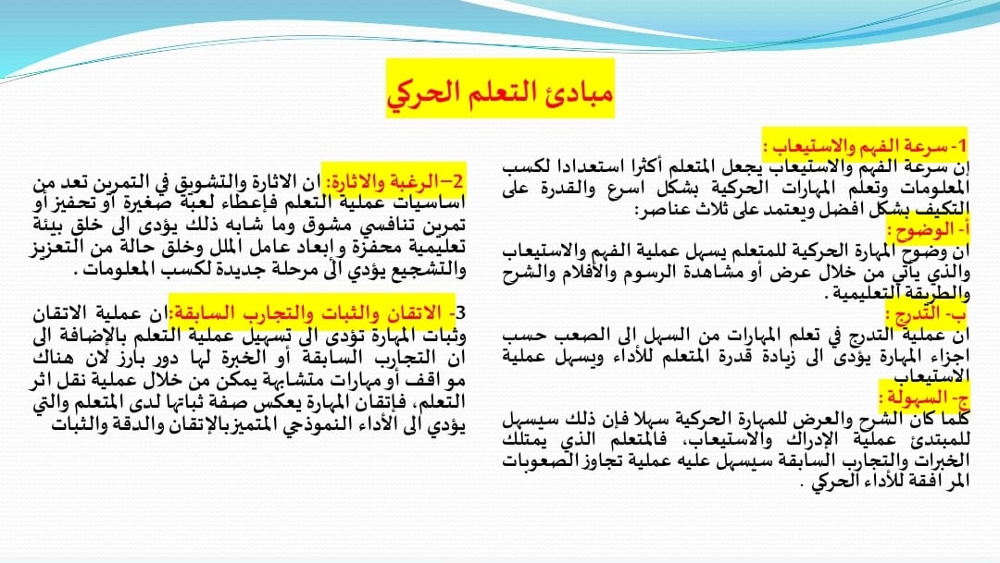 مبادئ التعلم الحركي
1- سرعة الفهم والاستيعاب :
إن سرعة الفهم والاستيعاب يجعل المتعلم أكثرا استعدادا لكسب
المعلومات وتعلم المهارات الحركية بشكل اسرع والقدرة على
التكيف بشكل افضل ويعتمد على ثلاث عناصر:
أ- الوضوح :
ان وضوح المهارة الحركية للمتعلم يسهل عملية الفهم والاستيعاب
والذي يأتي من خلال عرض أو مشاهدة الرسوم والأفلام والشرح
والطريقة التعليمية .
ب- التدرج :
ان عملية التدرج في تعلم المهارات من السهل الى الصعب حسب
اجزاء المهارة يؤدى الى زيادة قدرة المتعلم للأداء ويسهل عملية
الاستيعاب
ج- السهولة :
كلما كان الشرح والعرض للمهارة الحركية سهلا فإن ذلك سيسهل
للمبتدئ عملية الإدراك والاستيعاب، فالمتعلم الذي يمتلك
الخبرات والتجارب السابقة سيسهل عليه عملية تجاوز الصعوبات
المرافقة للأداء الحركي .
2–الرغبة والاثارة: ان الاثارة والتشويق في التمرين تعد من
اساسيات عملية التعلم فإعطاء لعبة صغيرة أو تحفيز أو
تمرين تنافسي مشوق وما شابه ذلك يؤدى الى خلق بيئة
تعليمية محفزة وإبعاد عامل الملل وخلق حالة من التعزيز
والتشجيع يؤدي الى مرحلة جديدة لكسب المعلومات .
3- الاتقان والثبات والتجارب السابقة:ان عملية الاتقان
وثبات المهارة تؤدى الى تسهيل عملية التعلم بالإضافة الى
ان التجارب السابقة أو الخبرة لها دور بارز لان هناك
مواقف أو مهارات متشابهة يمكن من خلال عملية نقل اثر
التعلم، فإتقان المهارة يعكس صفة ثباتها لدى المتعلم والتي
يؤدي الى الأداء النموذجي المتميز بالإتقان والدقة والثبات